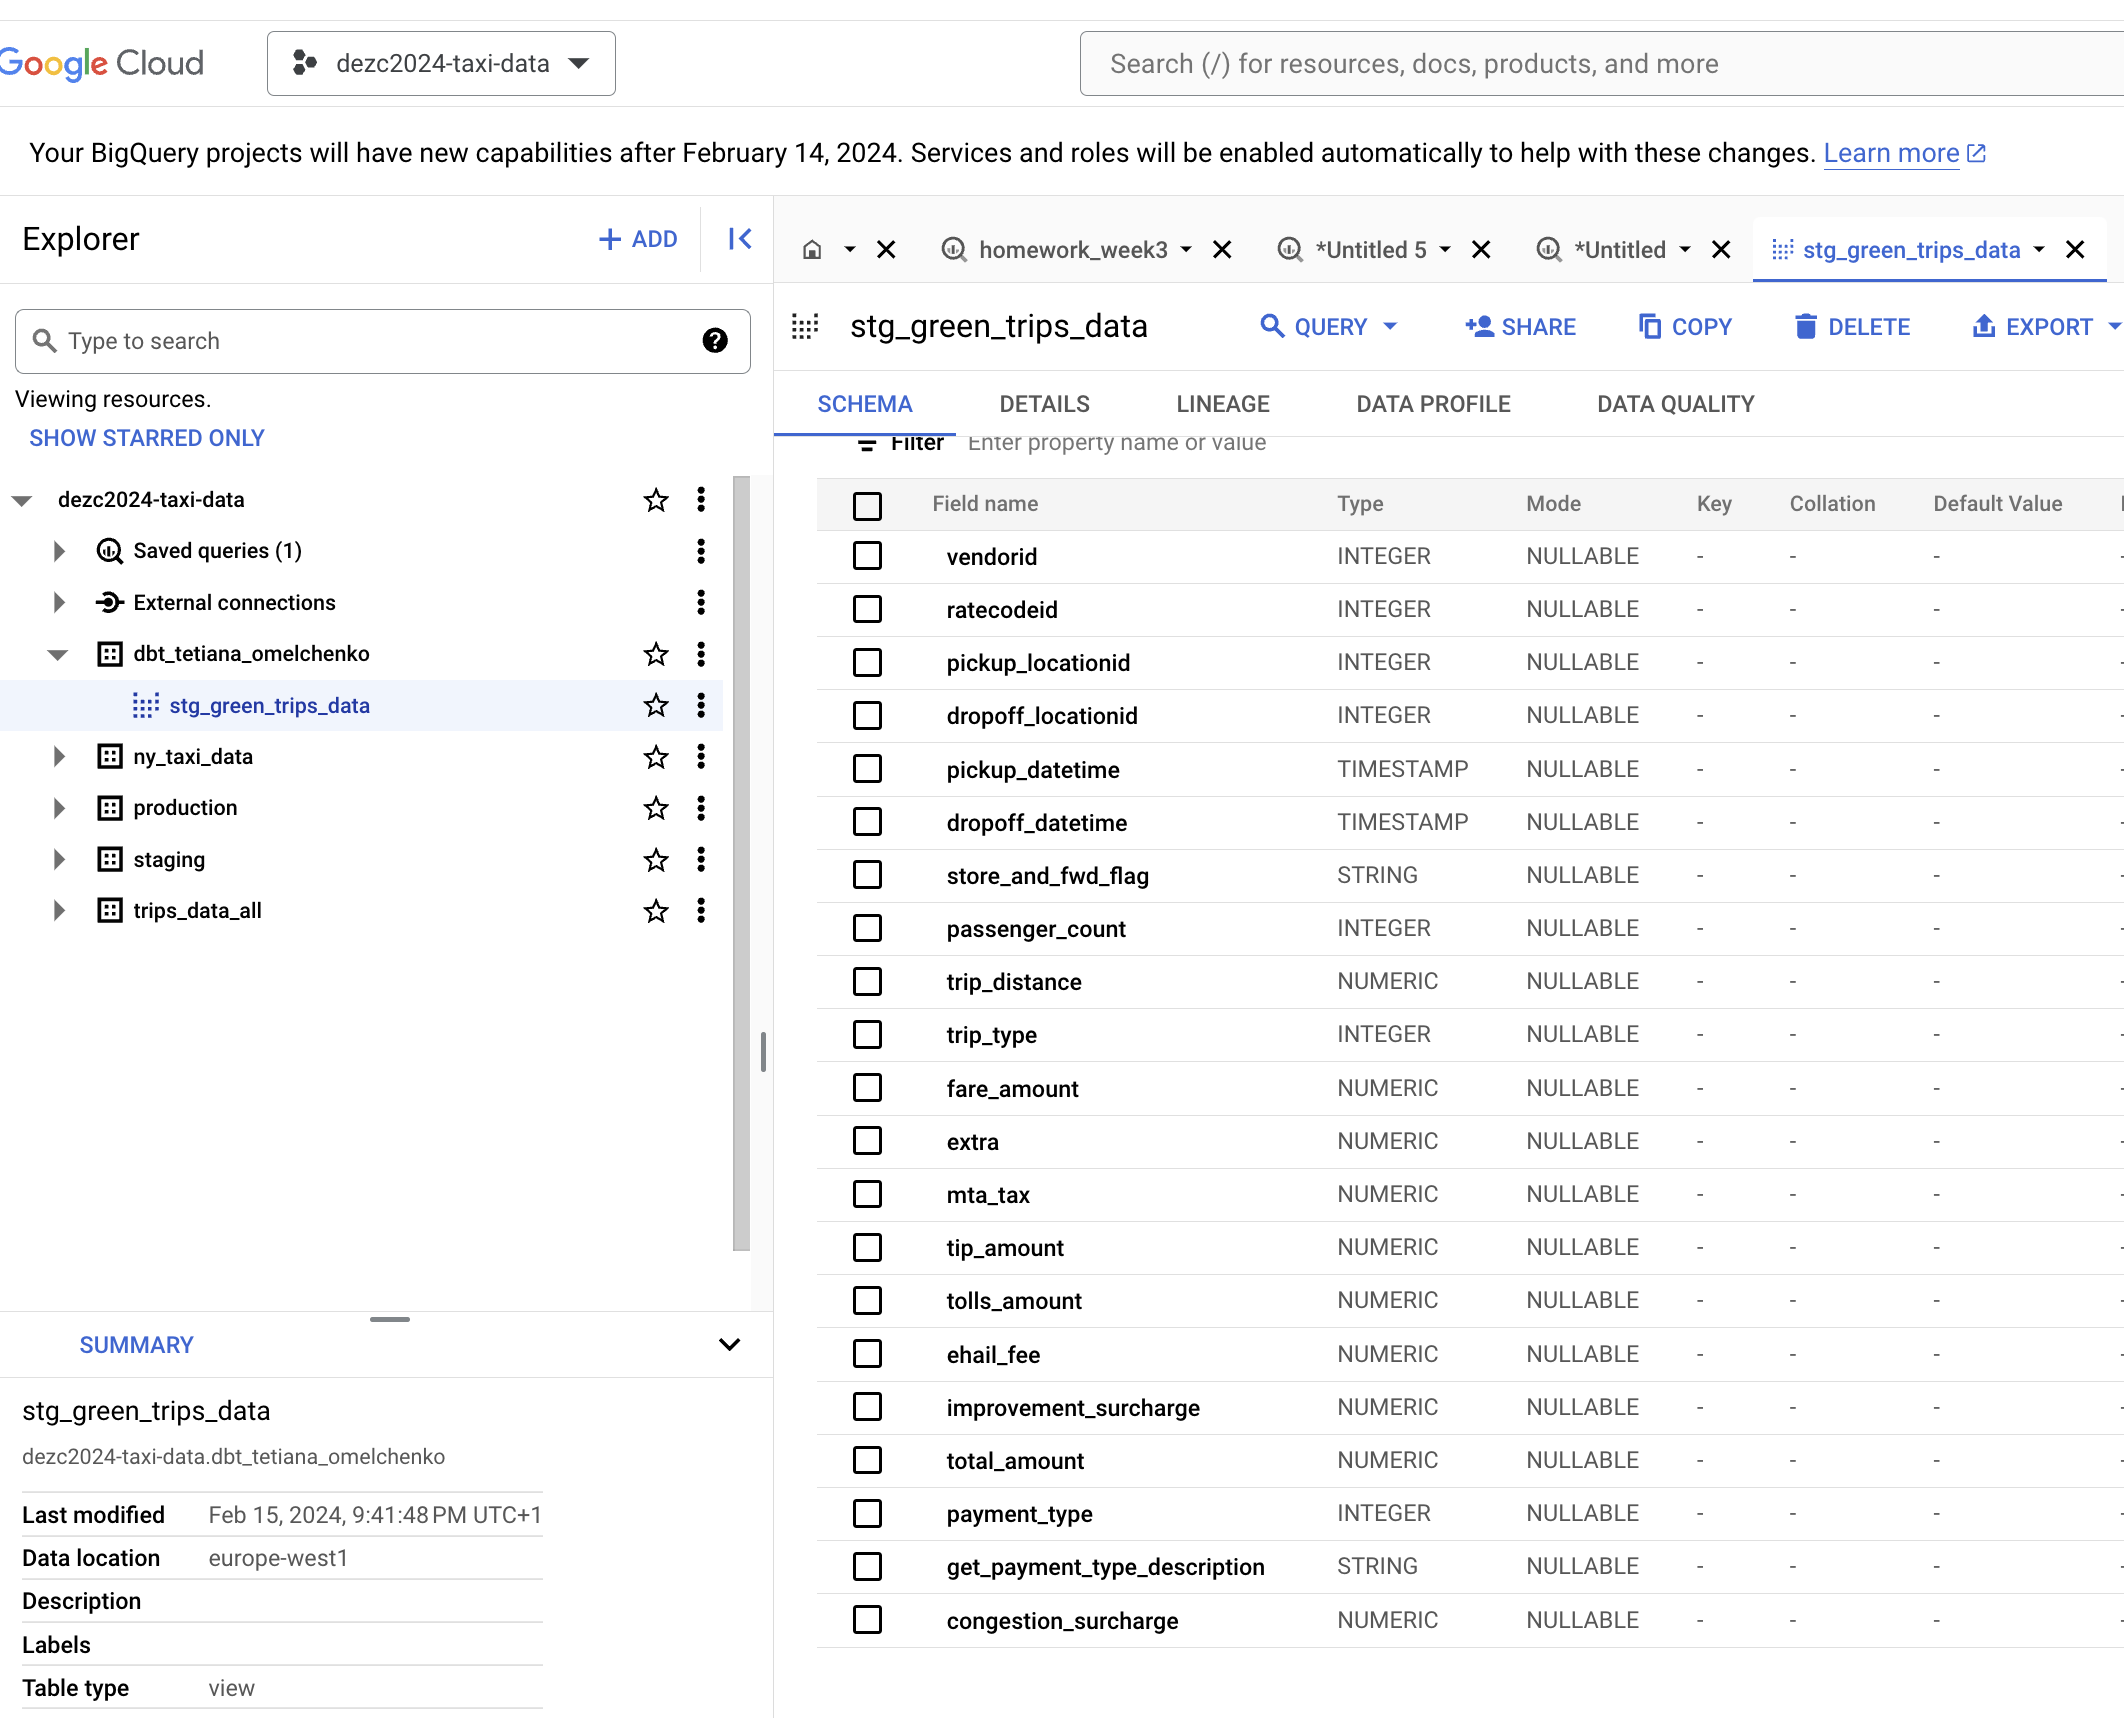 Google Cloud
dezc2024-taxi-data
Search (/) for resources, docs, products, and more
Your BigQuery projects will have new capabilities after February 14, 2024. Services and roles will be enabled automatically to help with these changes. Learn more
Explorer
ADD
Type to search
Viewing resources.
SHOW STARRED ONLY
dezc2024-taxi-data
Saved queries (1)
External connections
dbt_tetiana_omelchenko
stg_green_trips_data
ny_taxi_data
production
staging
trips_data_all
SUMMARY
stg_green_trips_data
dezc2024-taxi-data.dbt_tetiana_omelchenko
Last modified Feb 15, 2024, 9:41:48 PM UTC+1
Data location europe-west1
Description
Labels
Table type view
homework_week3 *Untitled 5 *Untitled stg_green_trips_data
stg_green_trips_data QUERY SHARE COPY DELETE EXPORT
SCHEMA DETAILS LINEAGE DATA PROFILE DATA QUALITY
Filter Enter property name or value
Field name Type Mode Key Collation Default Value
vendorid INTEGER NULLABLE - - - -
ratecodeid INTEGER NULLABLE - - - -
pickup_locationid INTEGER NULLABLE - - - -
dropoff_locationid INTEGER NULLABLE - - - -
pickup_datetime TIMESTAMP NULLABLE - - - -
dropoff_datetime TIMESTAMP NULLABLE - - - -
store_and_fwd_flag STRING NULLABLE - - - -
passenger_count INTEGER NULLABLE - - - -
trip_distance NUMERIC NULLABLE - - - -
trip_type INTEGER NULLABLE - - - -
fare_amount NUMERIC NULLABLE - - - -
extra NUMERIC NULLABLE - - - -
mta_tax NUMERIC NULLABLE - - - -
tip_amount NUMERIC NULLABLE - - - -
tolls_amount NUMERIC NULLABLE - - - -
ehail_fee NUMERIC NULLABLE - - - -
improvement_surcharge NUMERIC NULLABLE - - - -
total_amount NUMERIC NULLABLE - - - -
payment_type INTEGER NULLABLE - - - -
get_payment_type_description STRING NULLABLE - - - -
congestion_surcharge NUMERIC NULLABLE - - - -